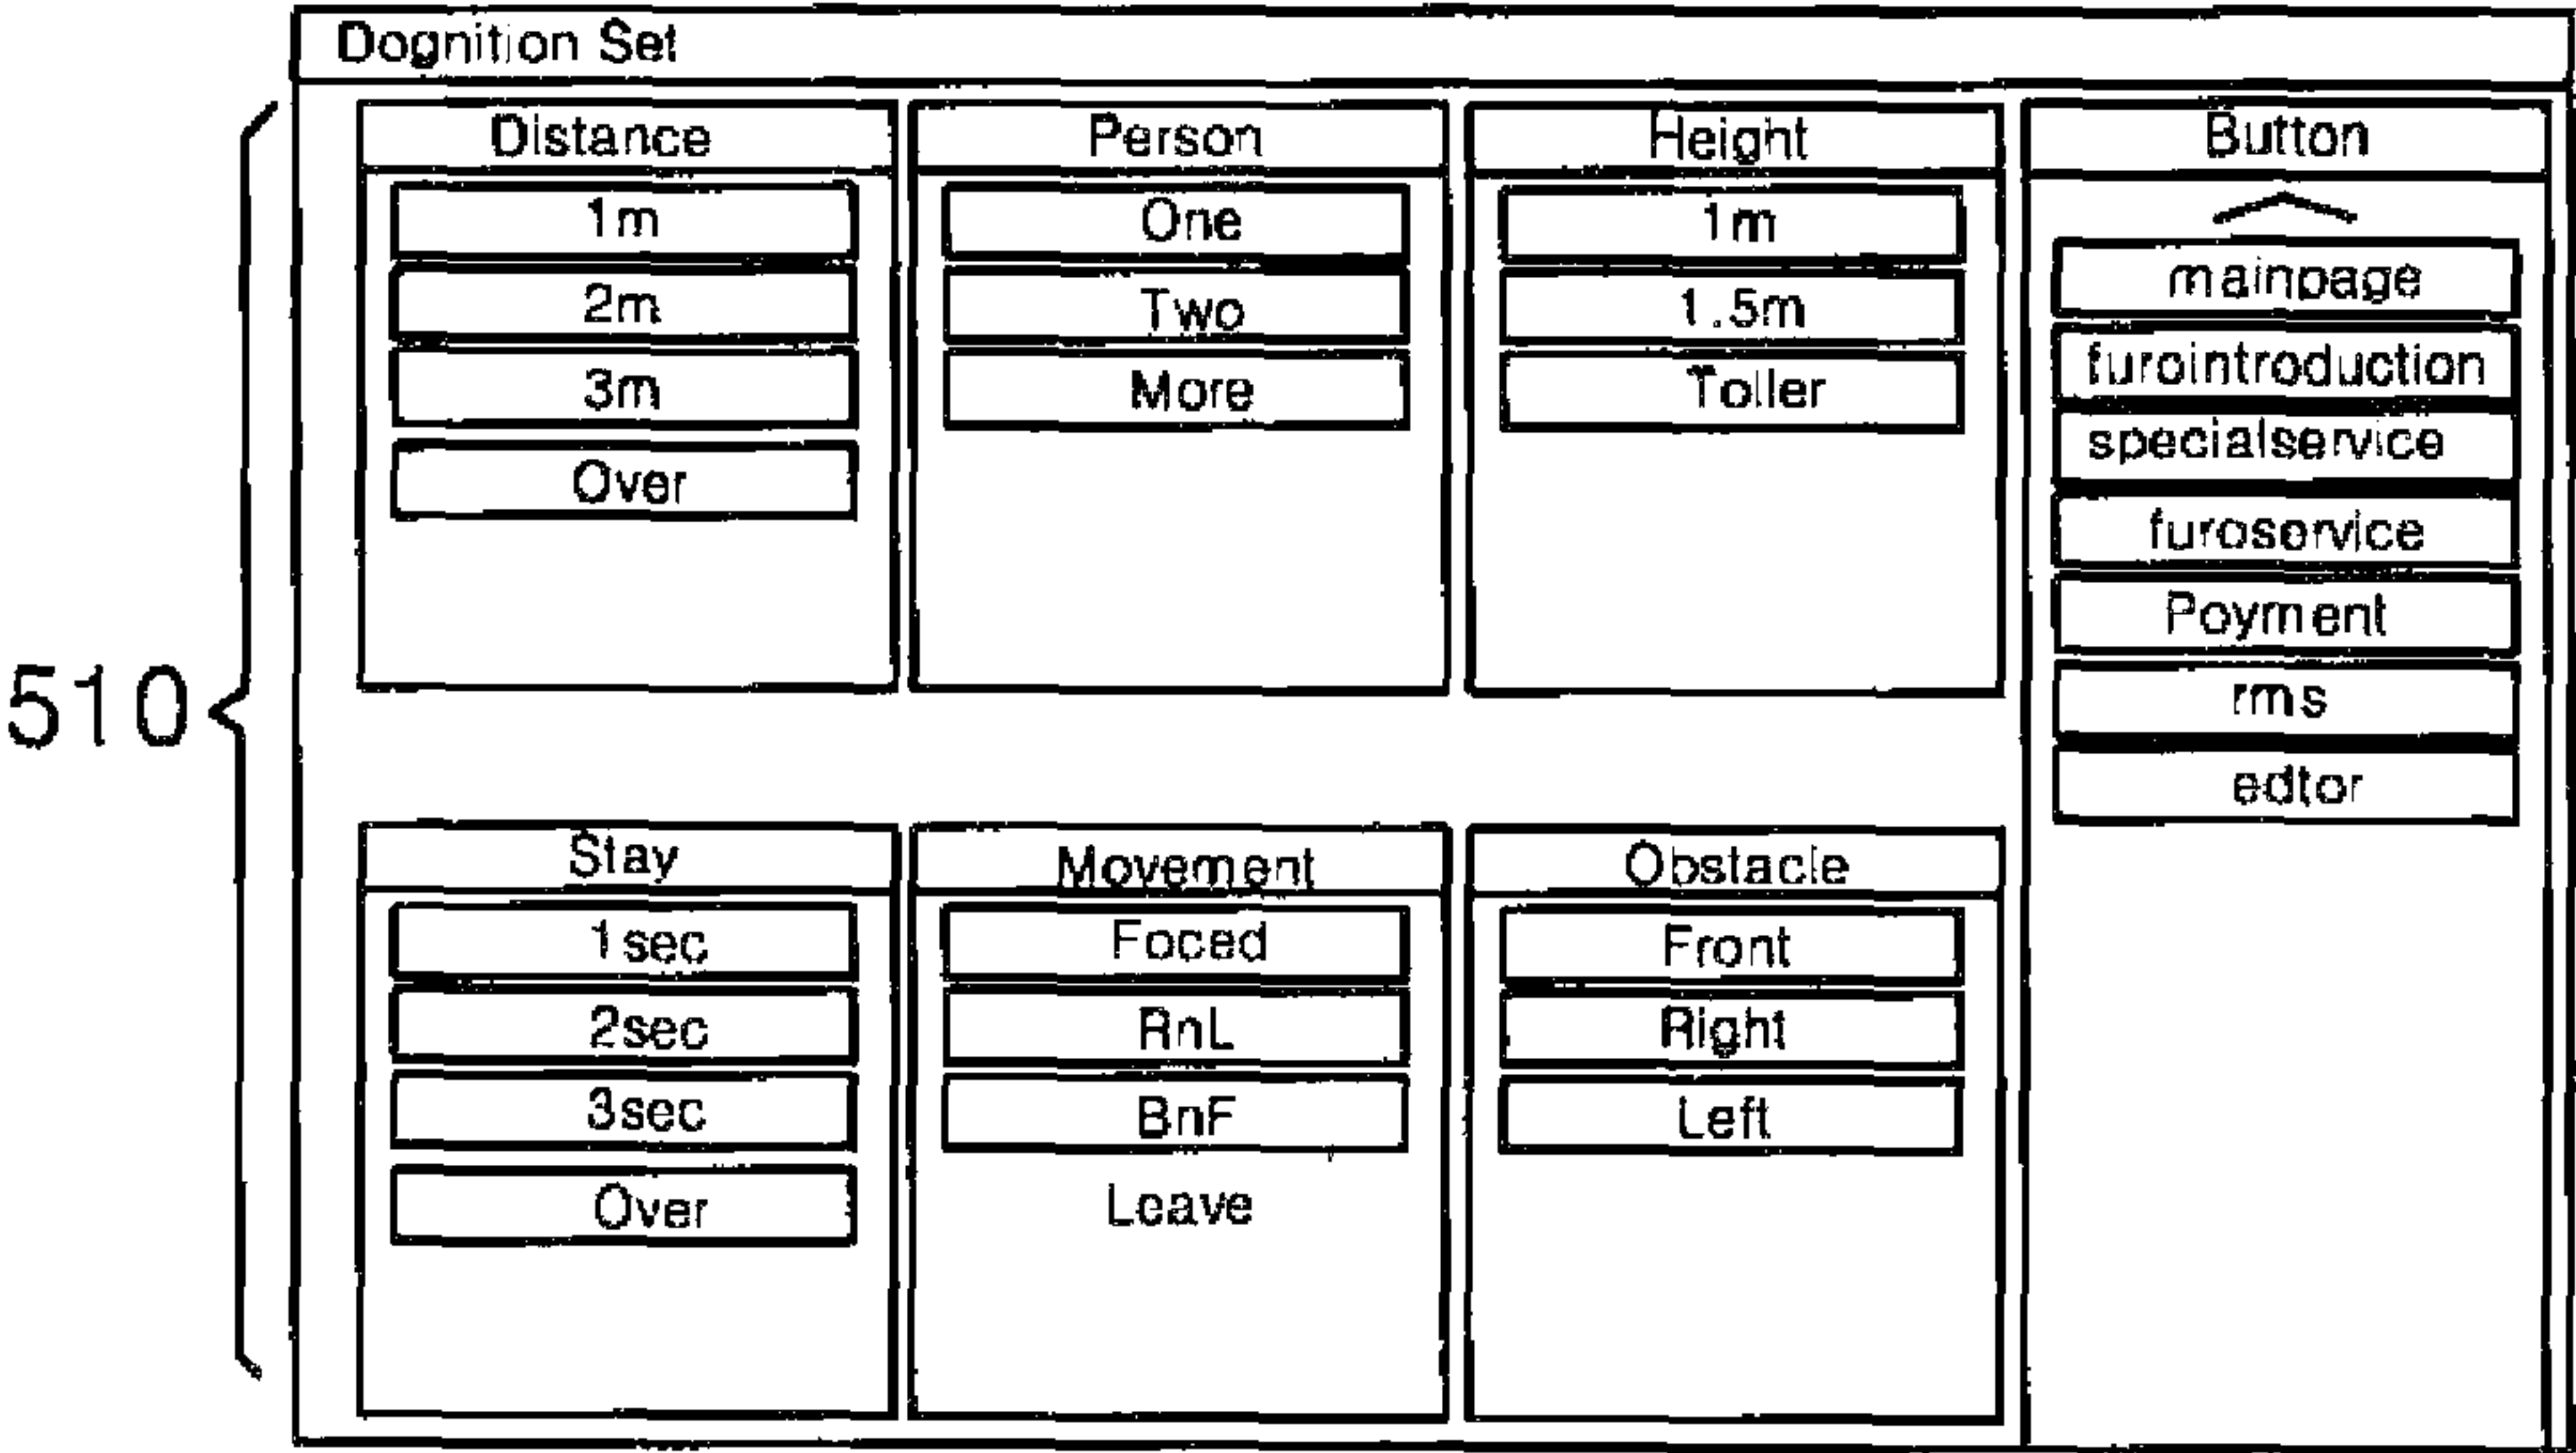 Dognition Set
510
Distance
1m
2m
3m
Over
Person
One
Two
More
Height
1m
1.5m
Toller
Button
mainpage
furointroduction
specialservice
furoservice
Poyment
rms
edtor
Stay
1sec
2sec
3sec
Over
Movement
Foced
RnL
BnF
Leave
Obstacle
Front
Right
Left